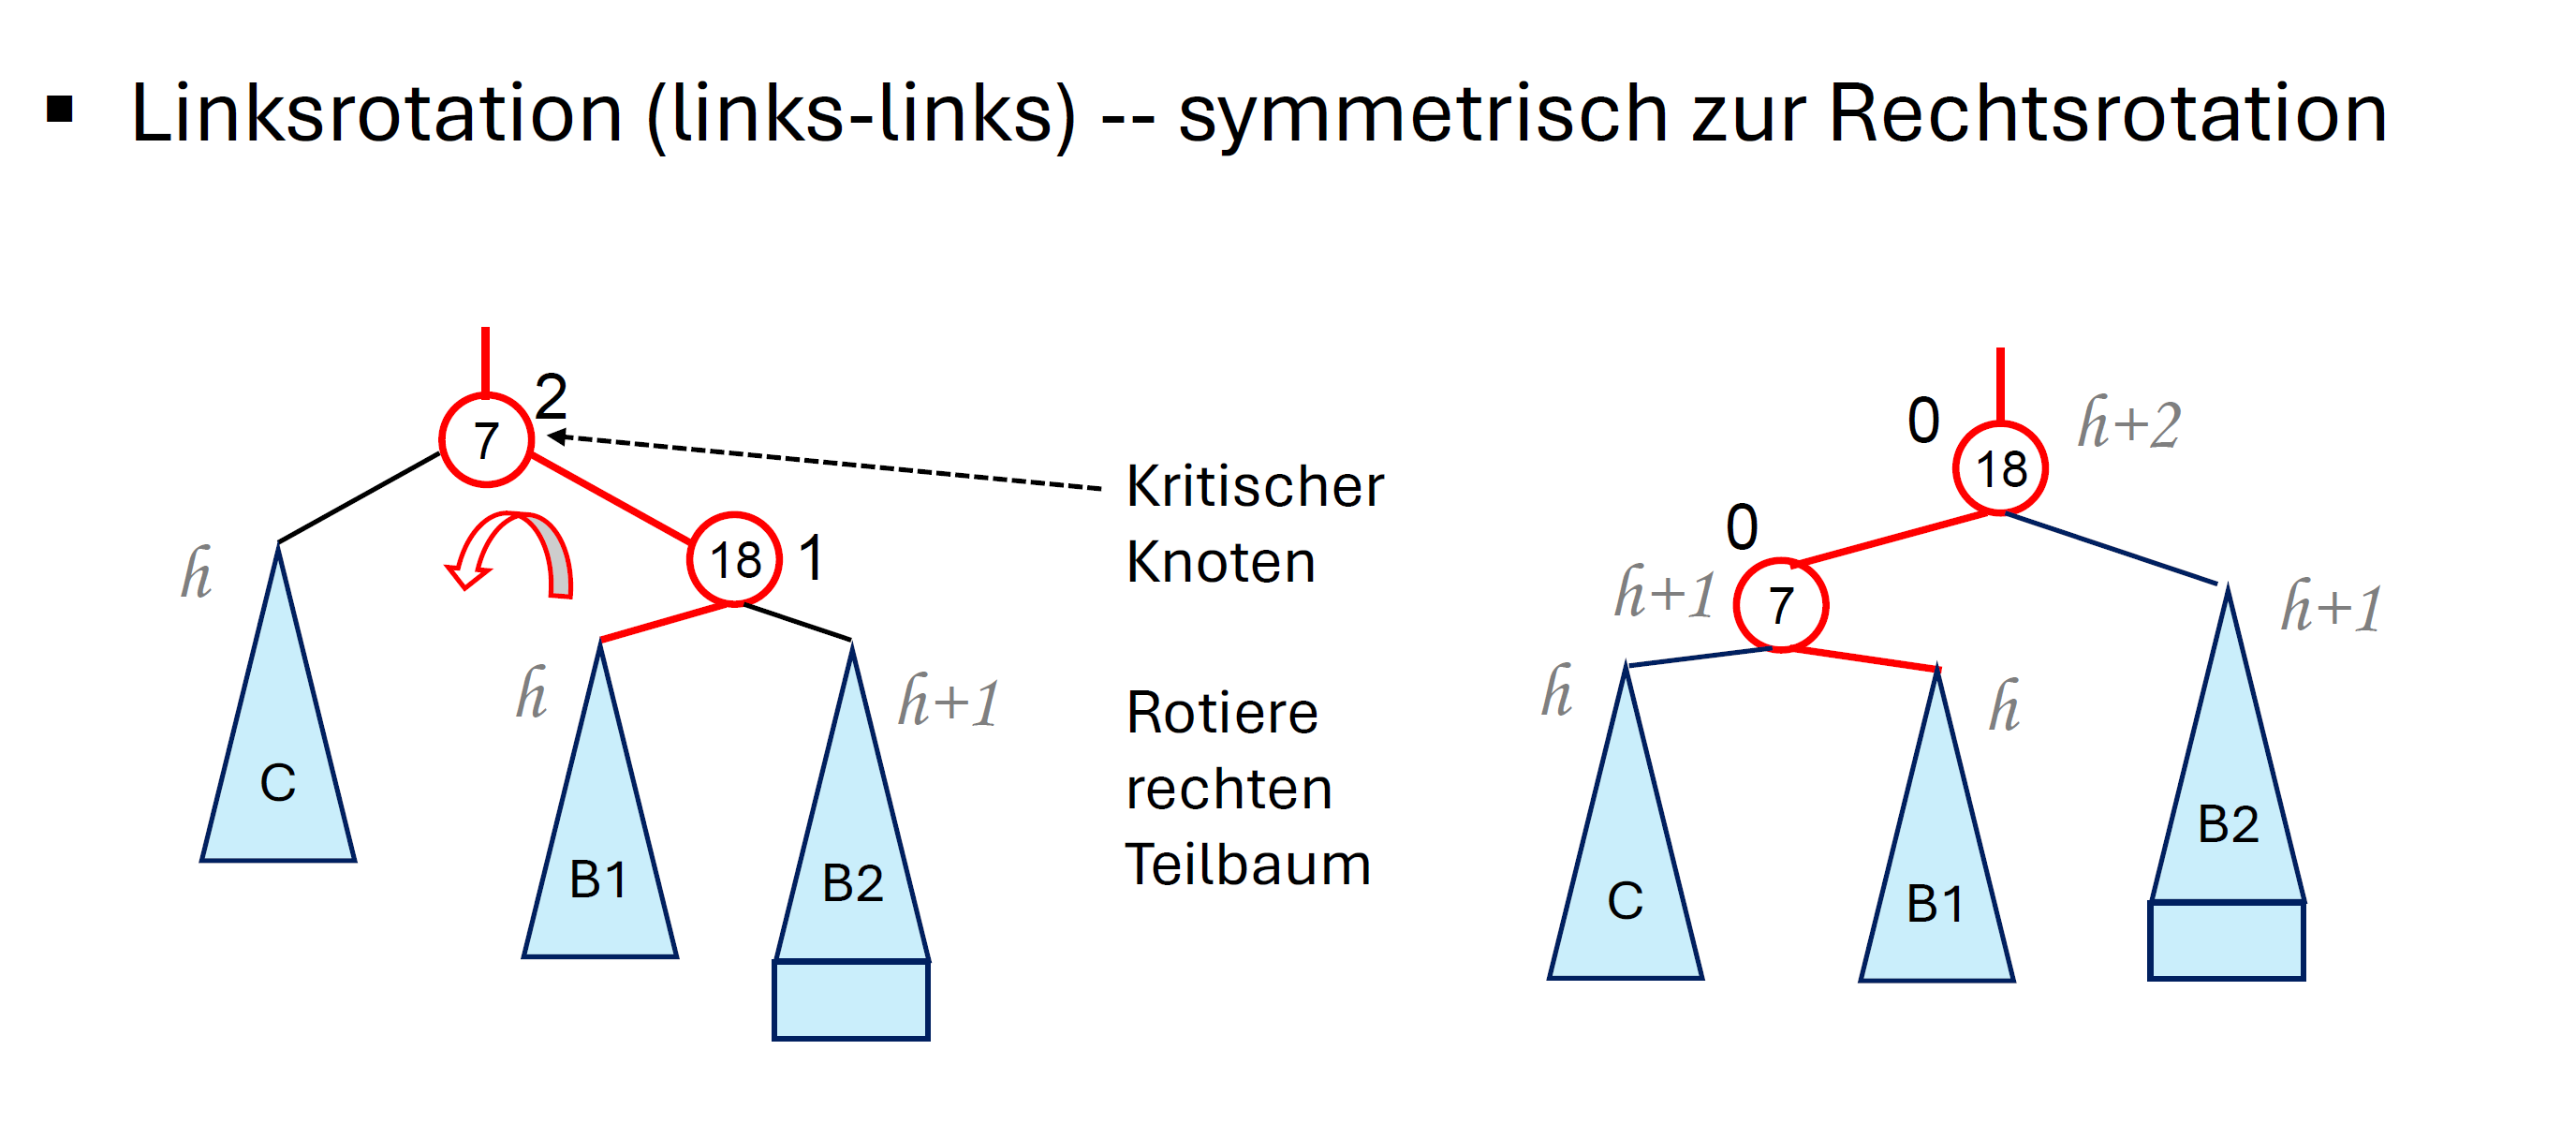 ▪ Linksrotation (links-links) -- symmetrisch zur Rechtsrotation
2
7
h
18
1
h
h+1
C
B1
B2
Kritischer
Knoten
Rotiere
rechten
Teilbaum
0
h+2
18
0
h+1
7
h+1
h
h
B2
C
B1